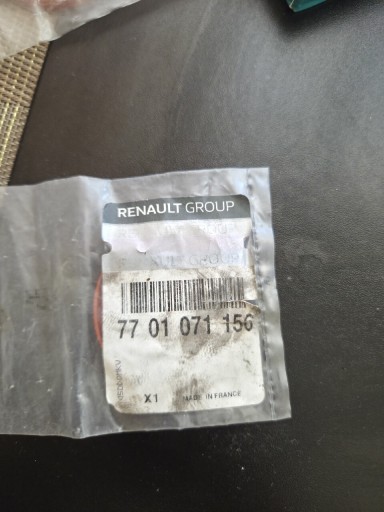 RENAULT GROUP
77 01 071 156
X1 MADE IN FRANCE